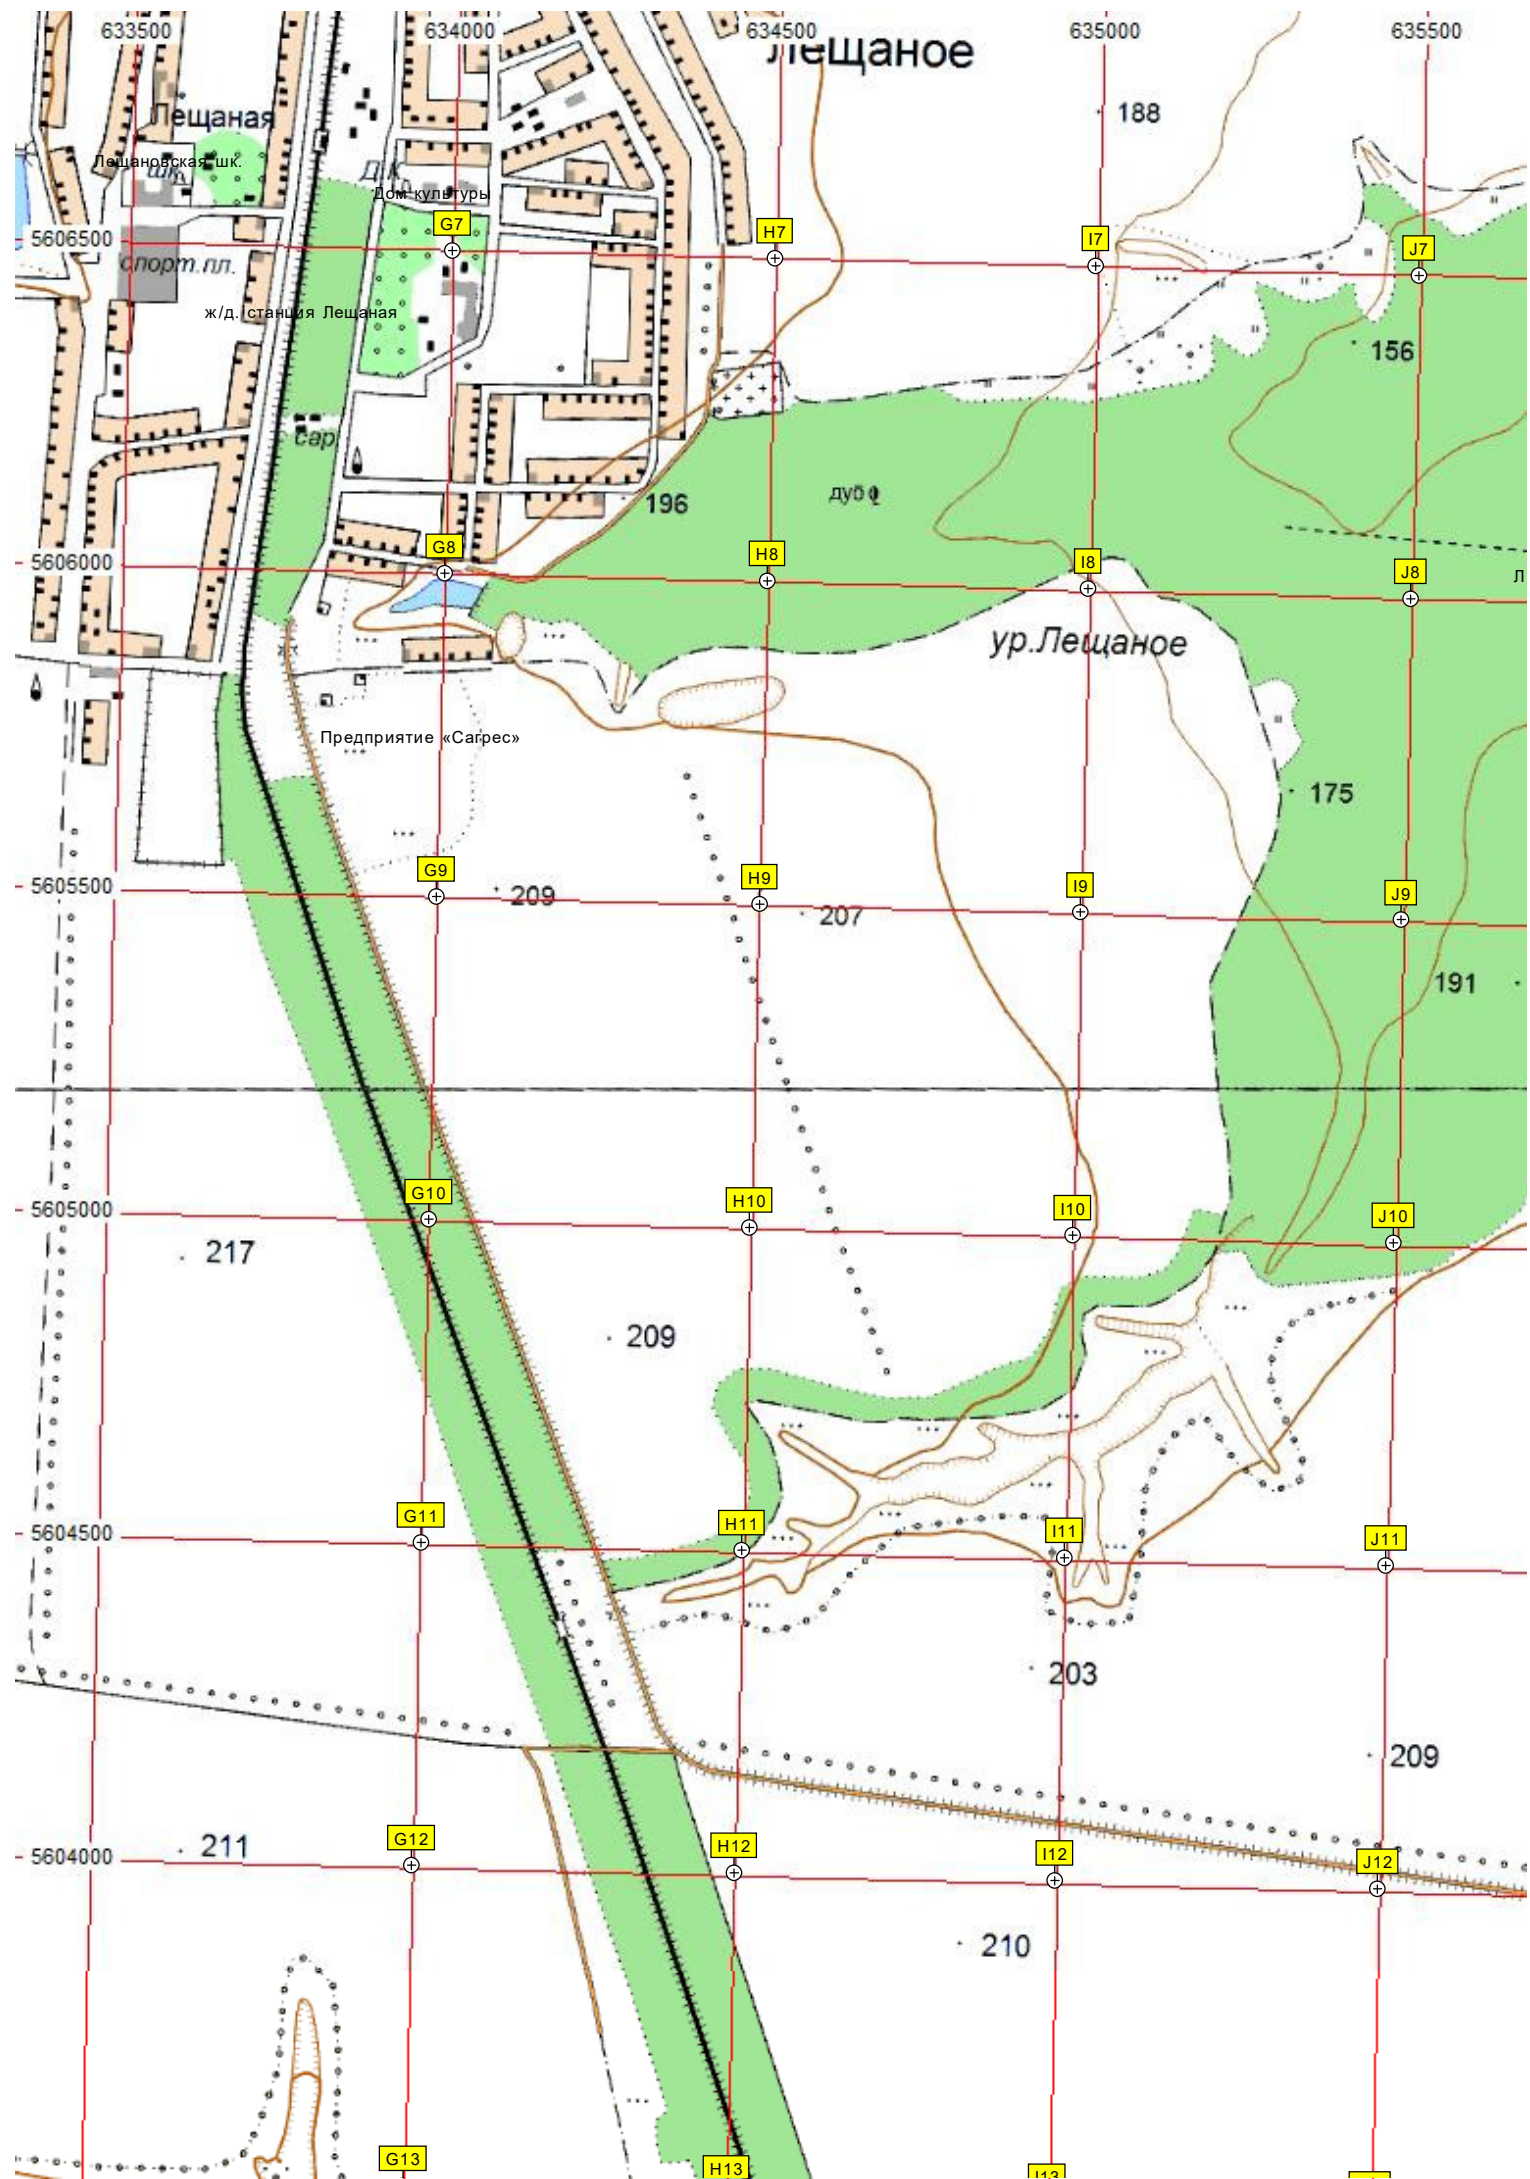 633500 634000 634500 635000 635500
Лещаное
188
Лещаная
Лещановская шк.
шк.
Д.К.
Дом культуры
G7 H7 I7 J7
5606500
спорт.пл.
ж/д. станция Лещаная
156
сар.
196
дуб
5606000
G8 H8 I8 J8
Л
ур.Лещаное
Предприятие «Сагрес»
175
5605500
G9 H9 I9 J9
209
207
191
5605000
G10 H10 I10 J10
217
209
5604500
G11 H11 I11 J11
203
209
5604000
211
G12 H12 I12 J12
210
G13 H13 I13